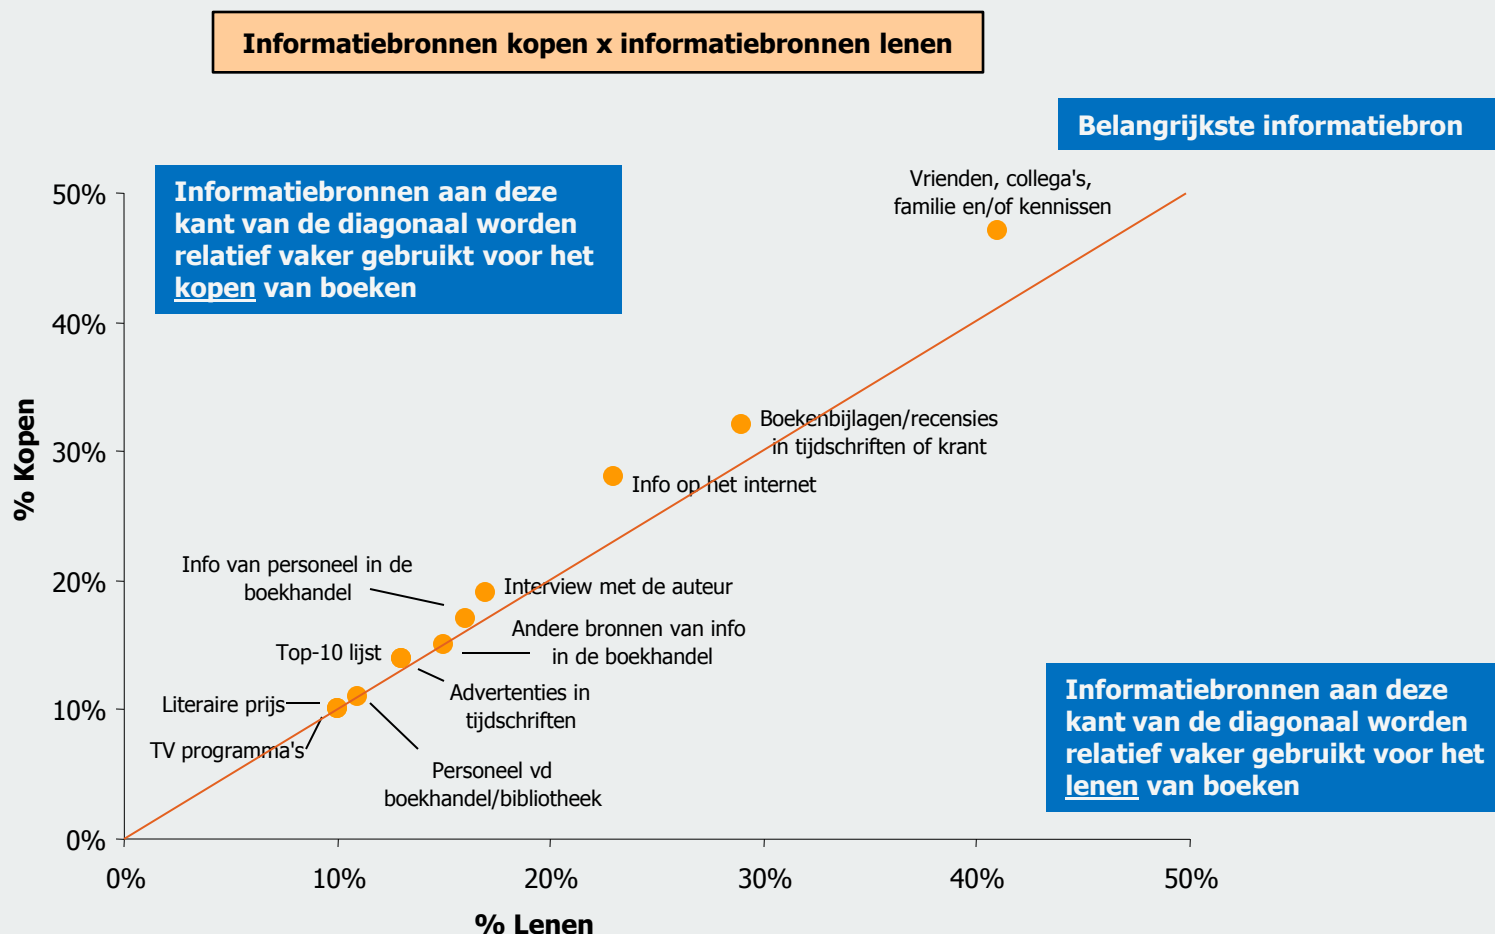 Informatiebronnen kopen x informatiebronnen lenen
Belangrijkste informatiebron
Informatiebronnen aan deze
kant van de diagonaal worden
relatief vaker gebruikt voor het
kopen van boeken
Vrienden, collega's,
familie en/of kennissen
50%
40%
30%
20%
10%
0%
% Kopen
Boekenbijlagen/recensies
in tijdschriften of krant
Info op het internet
Info van personeel in de
boekhandel
Interview met de auteur
Andere bronnen van info
in de boekhandel
Top-10 lijst
Advertenties in
tijdschriften
Literaire prijs
TV programma's
Personeel vd
boekhandel/bibliotheek
Informatiebronnen aan deze
kant van de diagonaal worden
relatief vaker gebruikt voor het
lenen van boeken
0%
10%
20%
30%
40%
50%
% Lenen